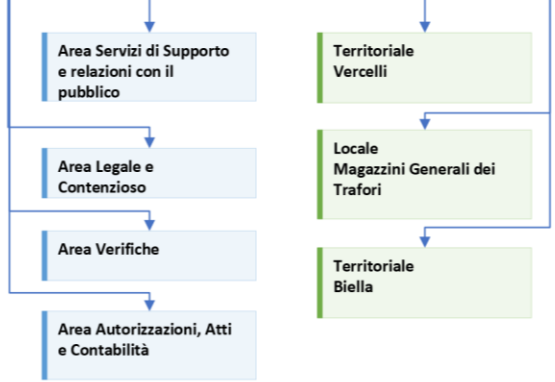 Area Servizi di Supporto
e relazioni con il
pubblico
Area Legale e
Contenzioso
Area Verifiche
Area Autorizzazioni, Atti
e Contabilità
Territoriale
Vercelli
Locale
Magazzini Generali dei
Trafori
Territoriale
Biella